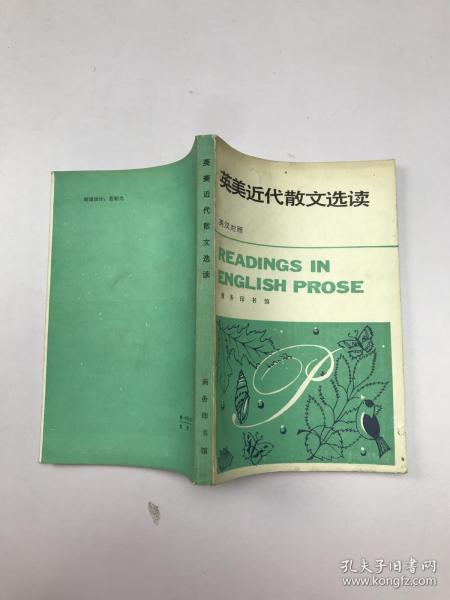 英美近代散文选读
英汉对照
READINGS IN
ENGLISH PROSE
商务印书馆
P
英美近代散文选读
商务印书馆
孔夫子旧书网
www.kongfz.com